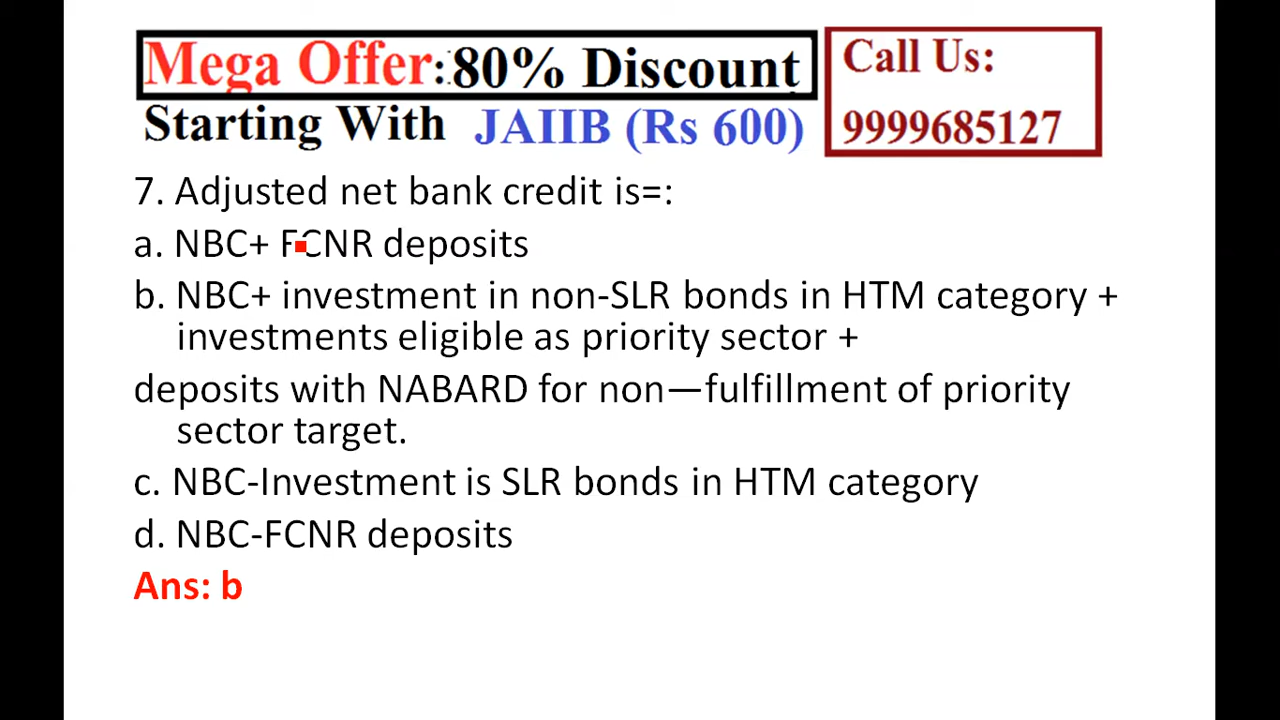 Mega Offer:80% Discount
Starting With JAIIB (Rs 600)
Call Us:
9999685127
7. Adjusted net bank credit is=:
a. NBC+ FCNR deposits
b. NBC+ investment in non-SLR bonds in HTM category +
investments eligible as priority sector +
deposits with NABARD for non—fulfillment of priority
sector target.
c. NBC-Investment is SLR bonds in HTM category
d. NBC-FCNR deposits
Ans: b